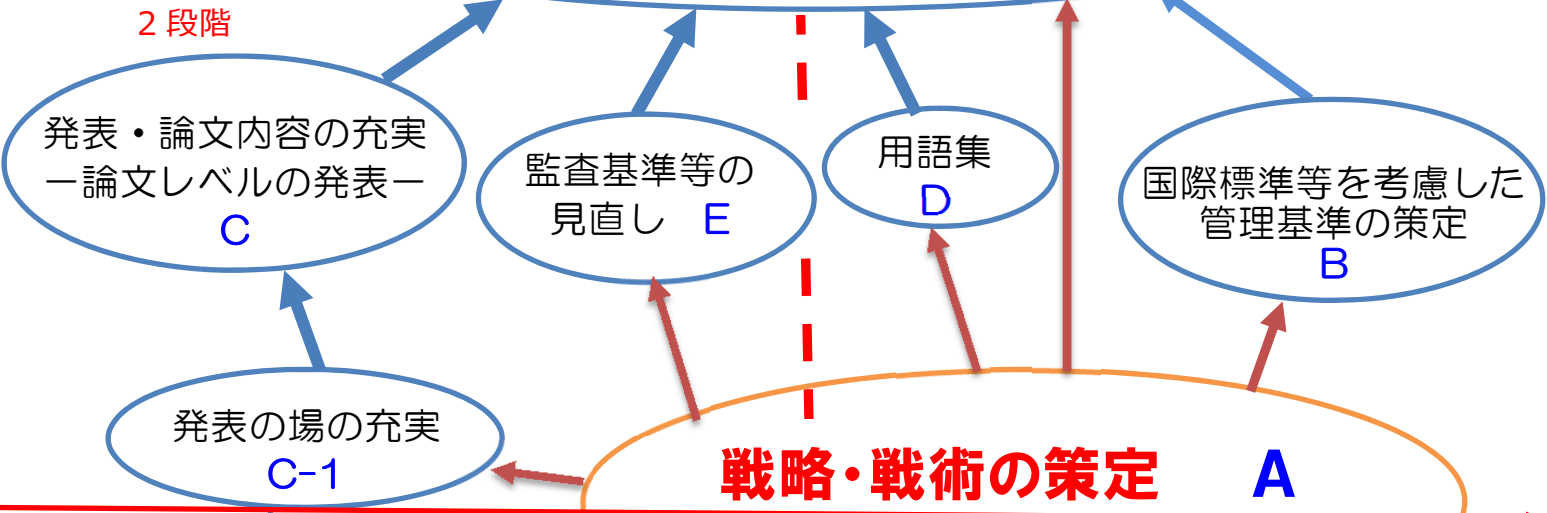 2段階
発表・論文内容の充実
ー論文レベルの発表ー
C
監査基準等の
見直し E
用語集
D
国際標準等を考慮した
管理基準の策定
B
発表の場の充実
C-1
戦略・戦術の策定 A